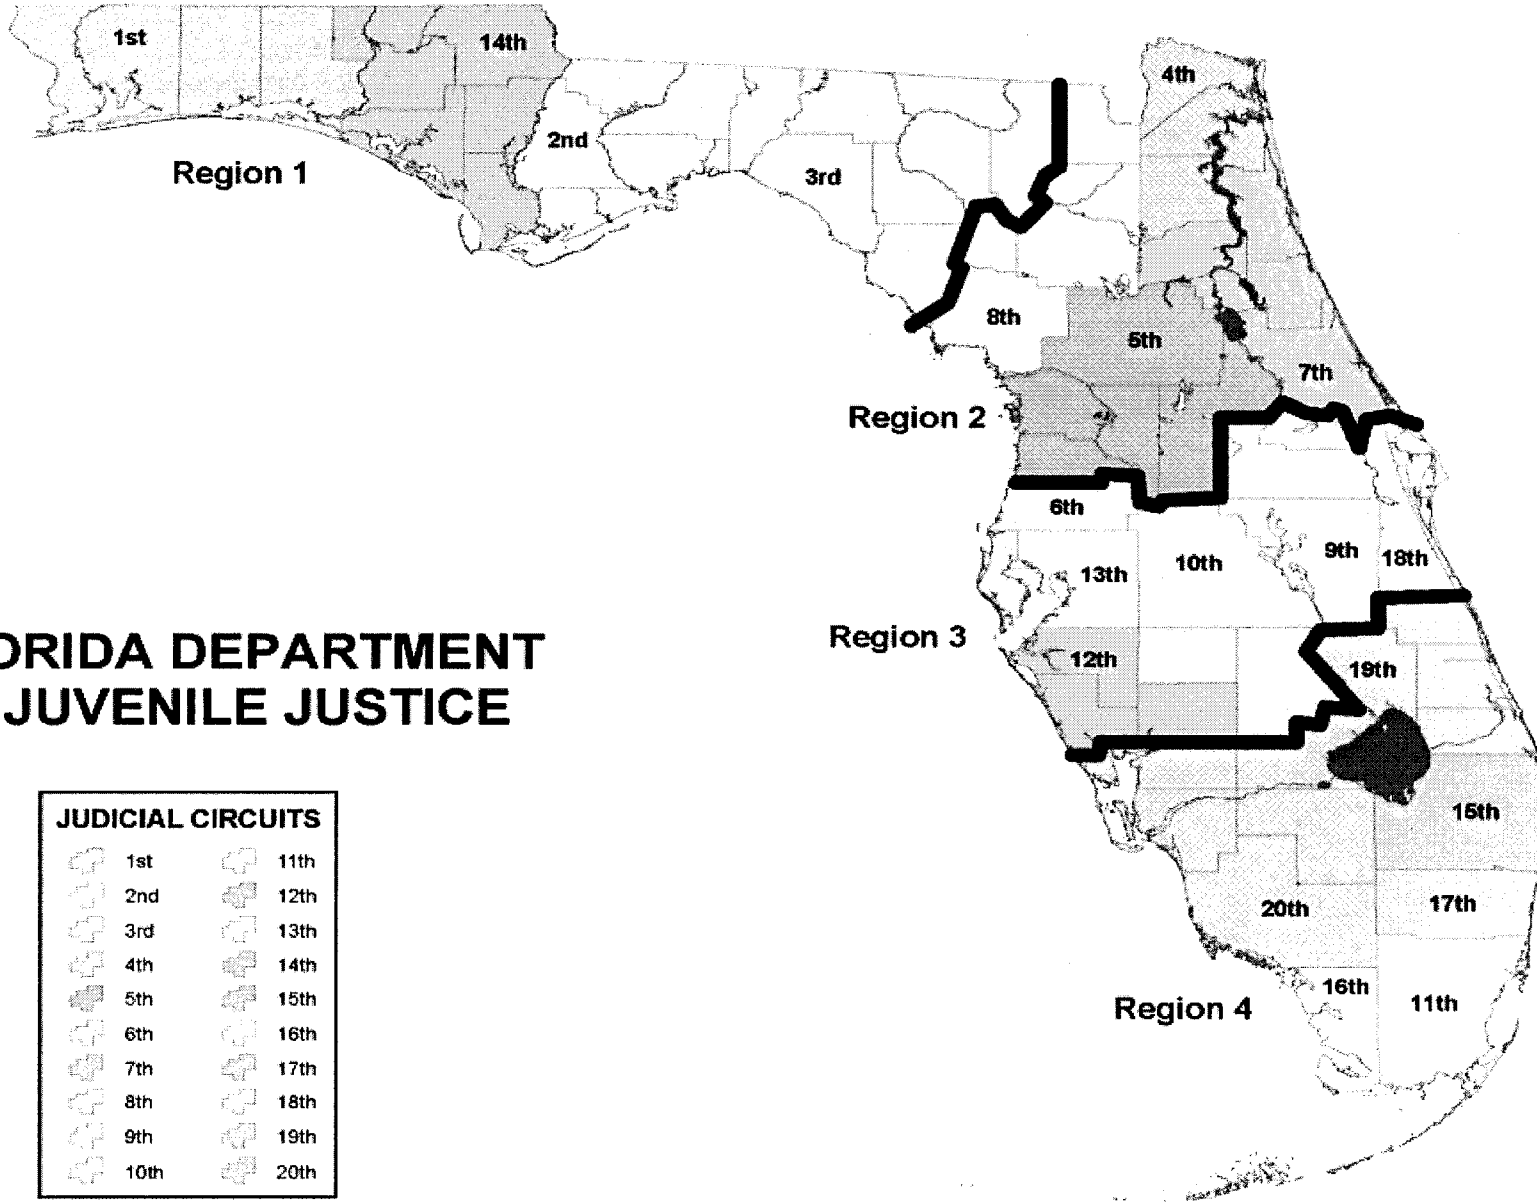 1st
14th
4th
2nd
Region 1
3rd
8th
5th
7th
Region 2
6th
9th
18th
10th
13th
Region 3
ORIDA DEPARTMENT
12th
19th
JUVENILE JUSTICE
JUDICIAL CIRCUITS
15th
1st 11th
2nd 12th
20th
17th
3rd 13th
4th 14th
16th
Region 4
11th
5th 15th
6th 16th
7th 17th
8th 18th
9th 19th
10th 20th